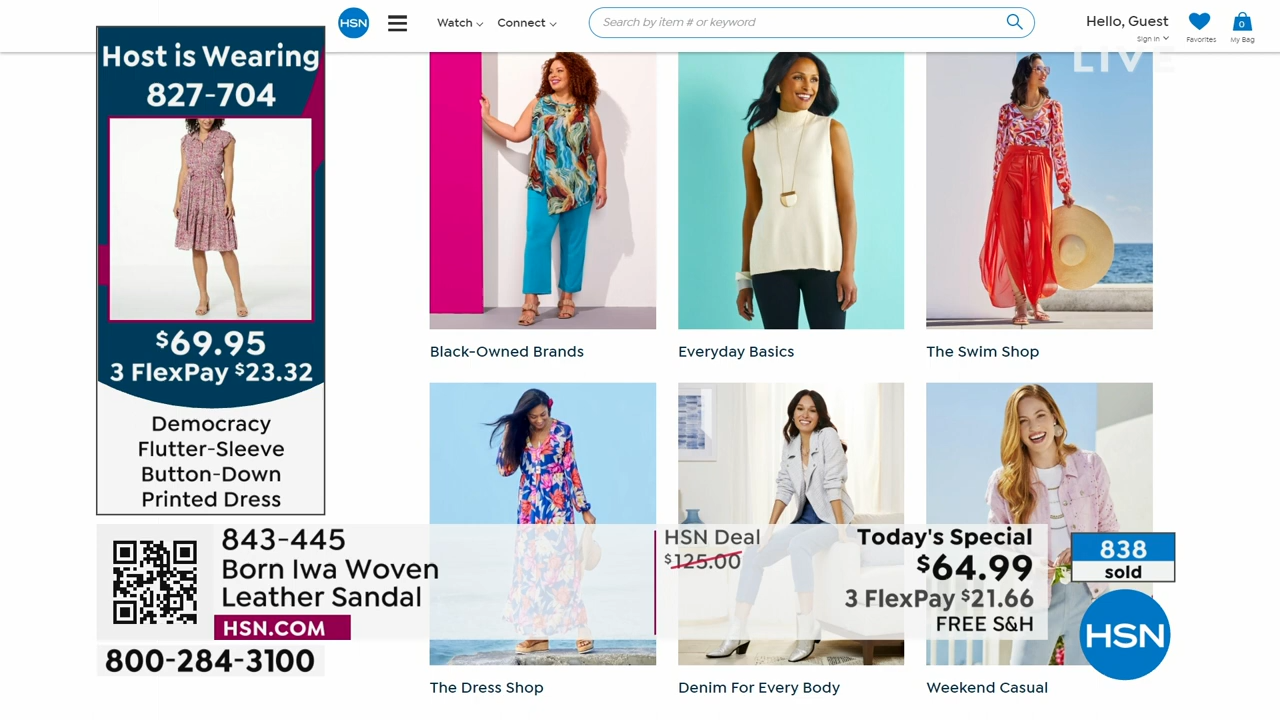 HSN
Watch
Connect
Search by item # or keyword
Hello, Guest
Sign in
Favorites
0
My Bag
LIVE
Host is Wearing
827-704
$69.95
3 FlexPay $23.32
Democracy
Flutter-Sleeve
Button-Down
Printed Dress
Black-Owned Brands
Everyday Basics
The Swim Shop
843-445
Born Iwa Woven
Leather Sandal
HSN.COM
800-284-3100
HSN Deal
$125.00
Today's Special
$64.99
3 FlexPay $21.66
FREE S&H
838
sold
HSN
The Dress Shop
Denim For Every Body
Weekend Casual